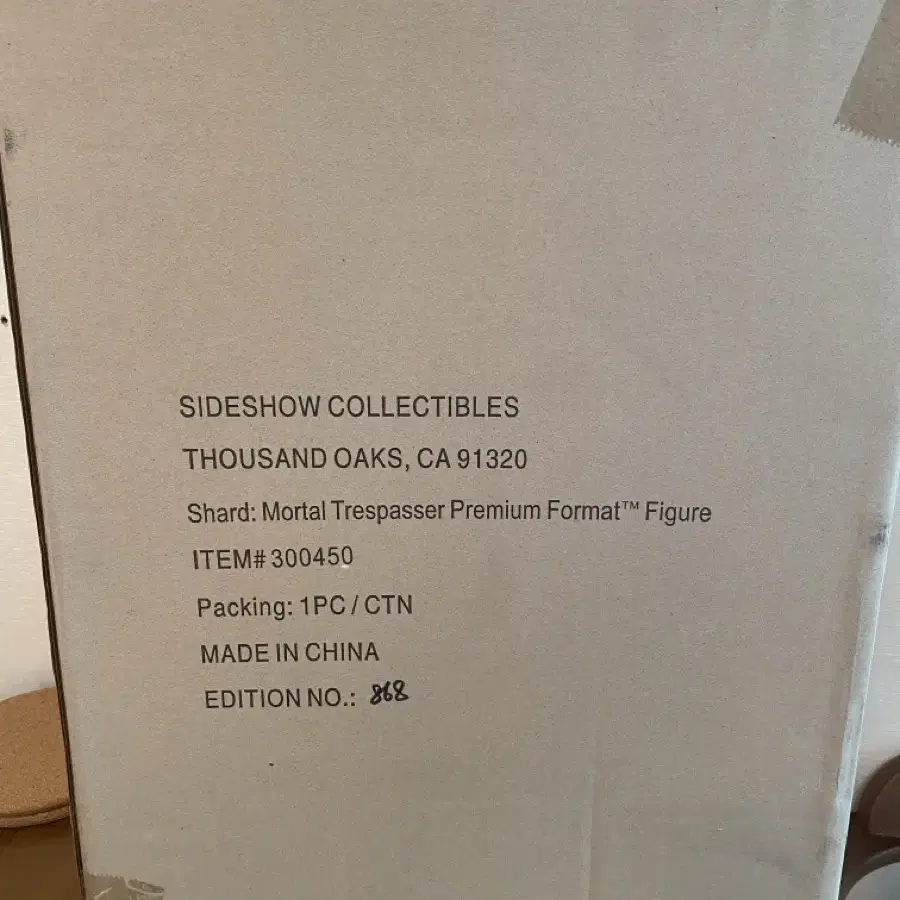 SIDESHOW COLLECTIBLES
THOUSAND OAKS, CA 91320
Shard: Mortal Trespasser Premium Format™ Figure
ITEM# 300450
Packing: 1PC / CTN
MADE IN CHINA
EDITION NO.: 868